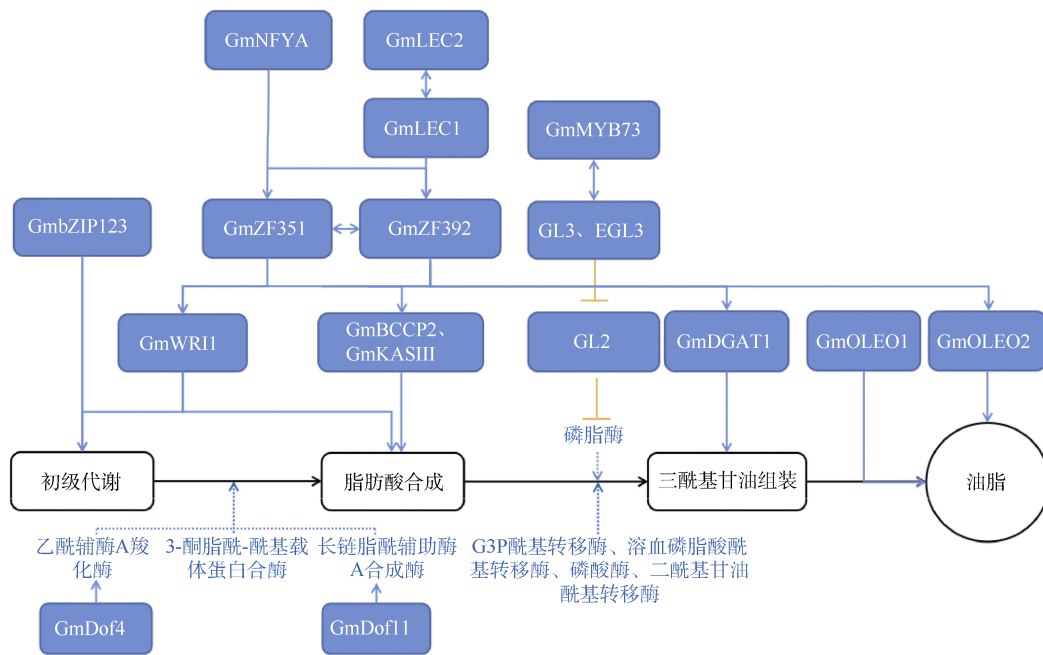 GmNFYA
GmLEC2
GmLEC1
GmMYB73
GmbZIP123
GmZF351
GmZF392
GL3、EGL3
GmWRI1
GmBCCP2、
GmKASIII
GL2
GmDGAT1
GmOLEO1
GmOLEO2
磷脂酶
初级代谢
脂肪酸合成
三酰基甘油组装
油脂
乙酰辅酶A羧
化酶
3-酮脂酰-酰基载
体蛋白合酶
长链脂酰辅助酶
A合成酶
G3P酰基转移酶、溶血磷脂酸酰
基转移酶、磷酸酶、二酰基甘油
酰基转移酶
GmDof4
GmDof11